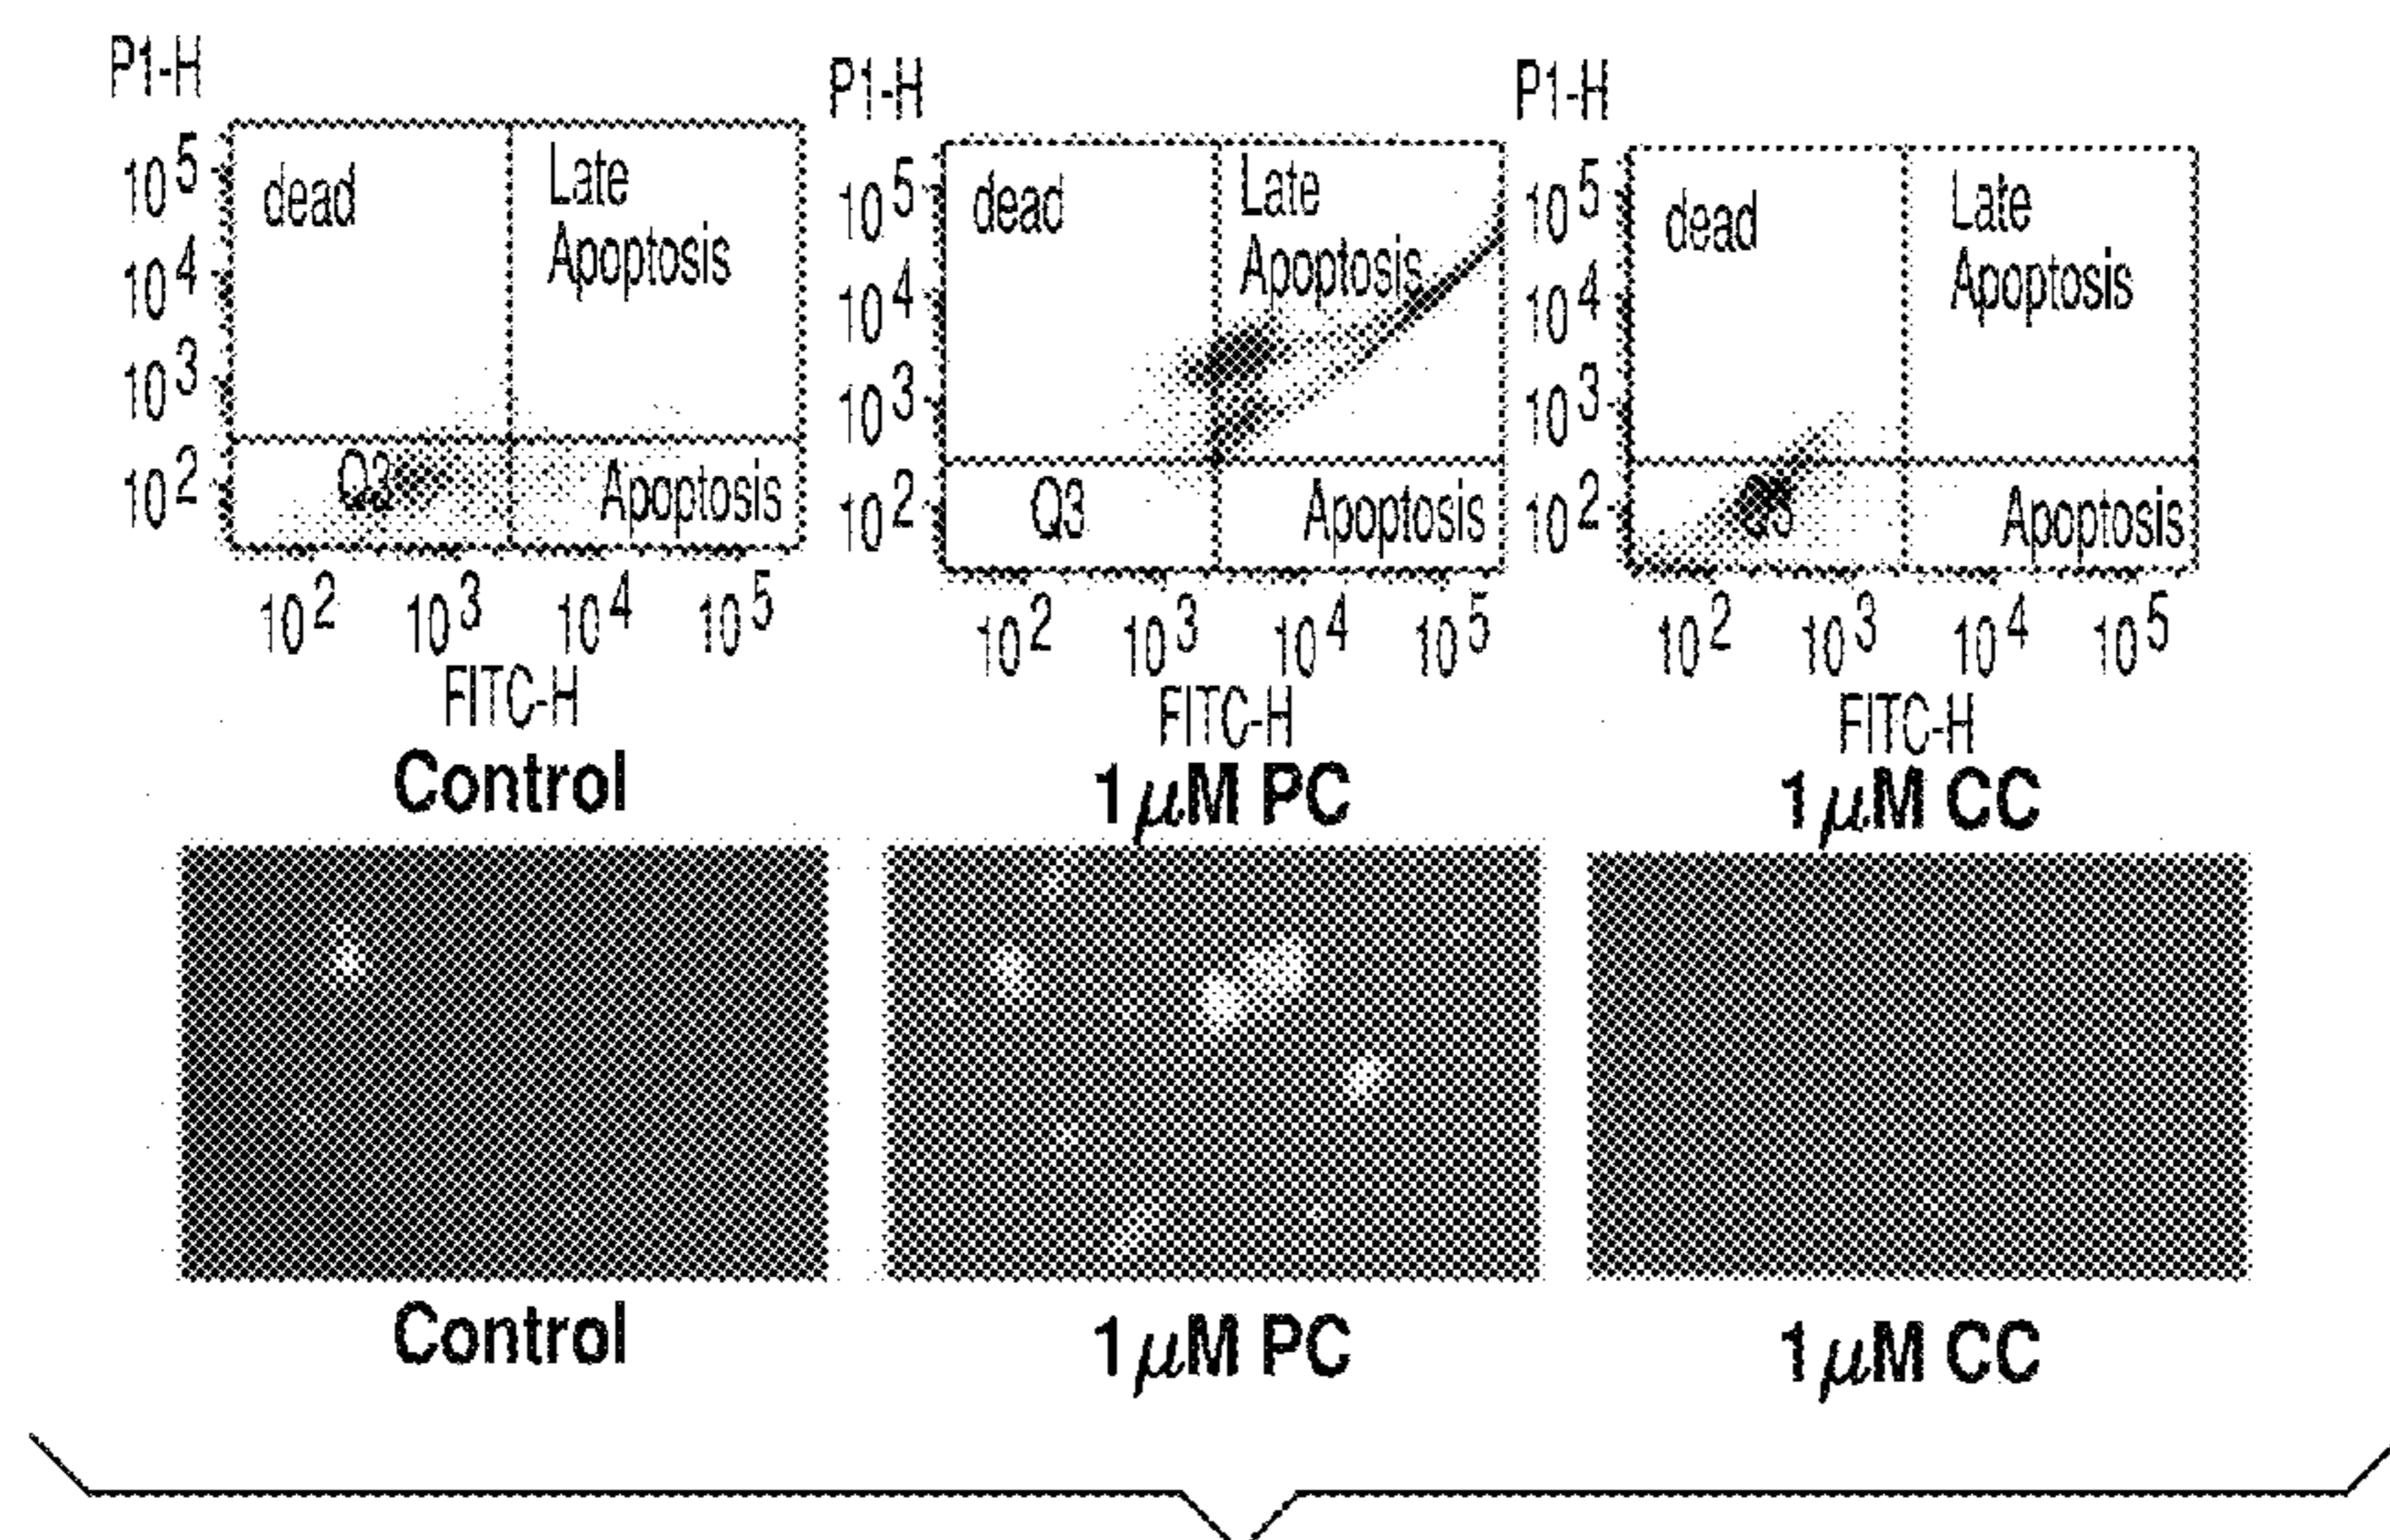 P1-H
10^5
10^4
10^3
10^2
dead
Late
Apoptosis
Q3
Apoptosis
10^2 10^3 10^4 10^5
FITC-H
Control
P1-H
10^5
10^4
10^3
10^2
dead
Late
Apoptosis
Q3
Apoptosis
10^2 10^3 10^4 10^5
FITC-H
1 μM PC
P1-H
10^5
10^4
10^3
10^2
dead
Late
Apoptosis
Q3
Apoptosis
10^2 10^3 10^4 10^5
FITC-H
1 μM CC
Control
1 μM PC
1 μM CC